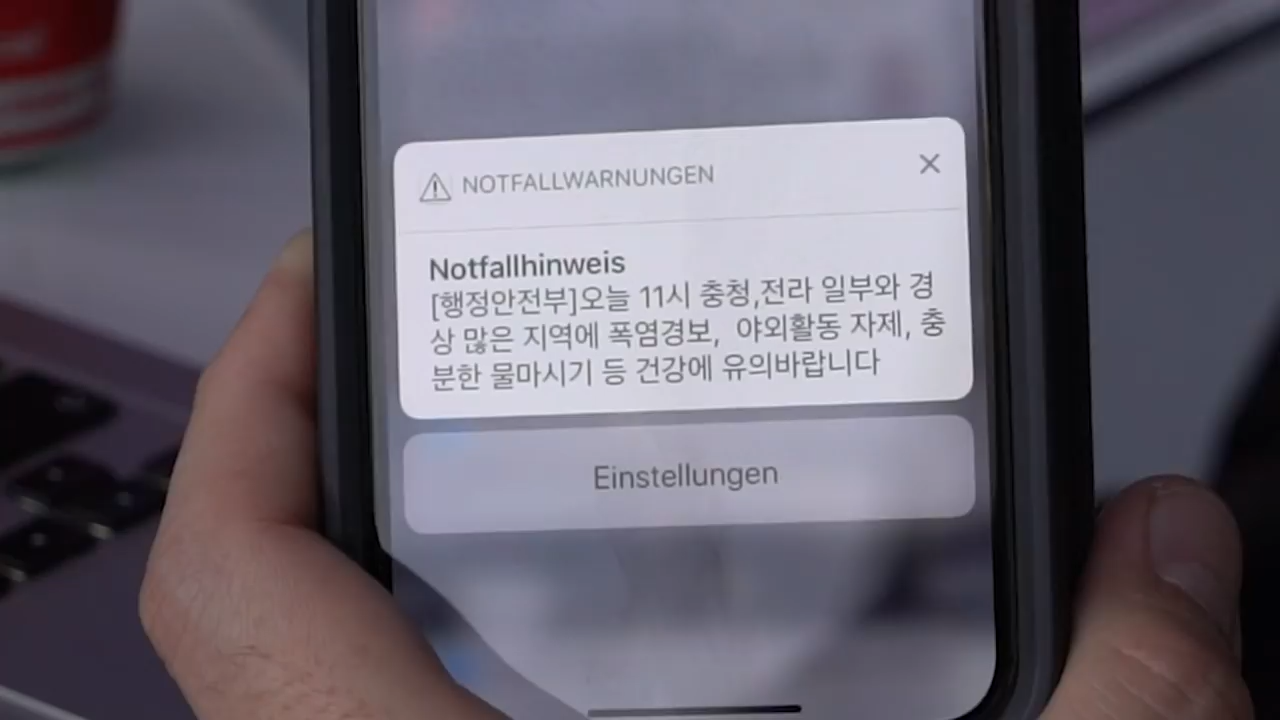 NOTFALLWARNUNGEN
Notfallhinweis
[행정안전부]오늘 11시 충청,전라 일부와 경
상 많은 지역에 폭염경보, 야외활동 자제, 충
분한 물마시기 등 건강에 유의바랍니다
Einstellungen